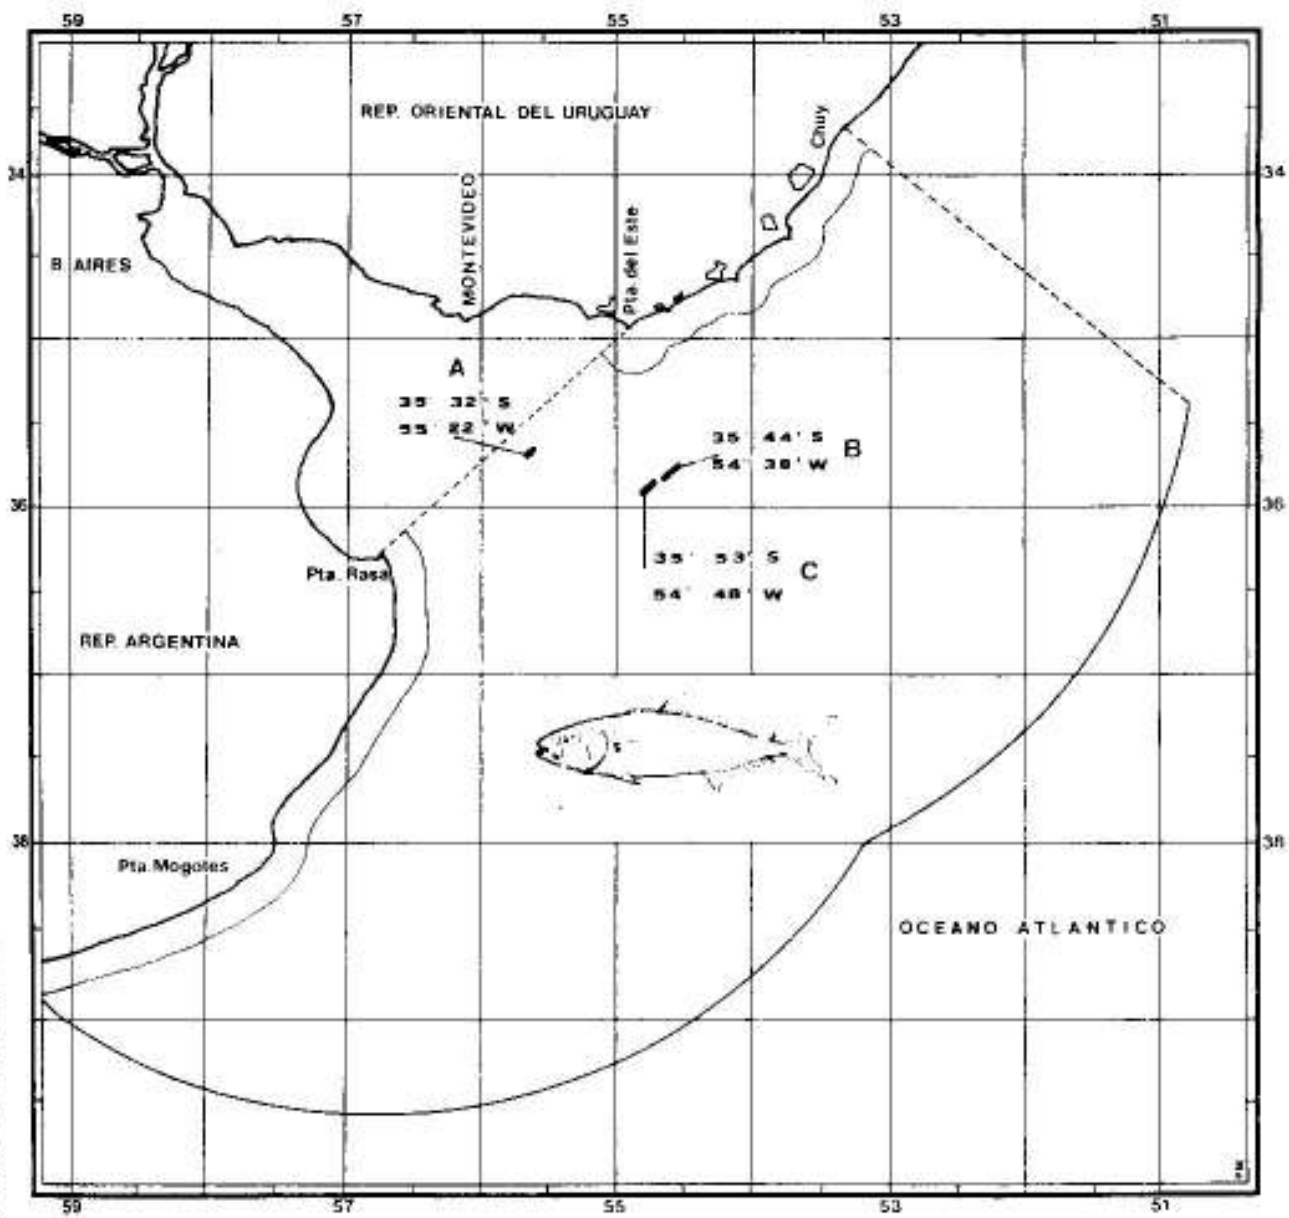 59 57 55 53 51
REP. ORIENTAL DEL URUGUAY
Chuy
34 34
MONTEVIDEO
Pta. del Este
B. AIRES
A
35° 32' S
55° 22' W
35° 44' S
54° 38' W
B
36 36
35° 53' S
54° 48' W
C
Pta. Rasa
REP. ARGENTINA
38 38
Pta. Mogotes
OCEANO ATLANTICO
59 57 55 53 51